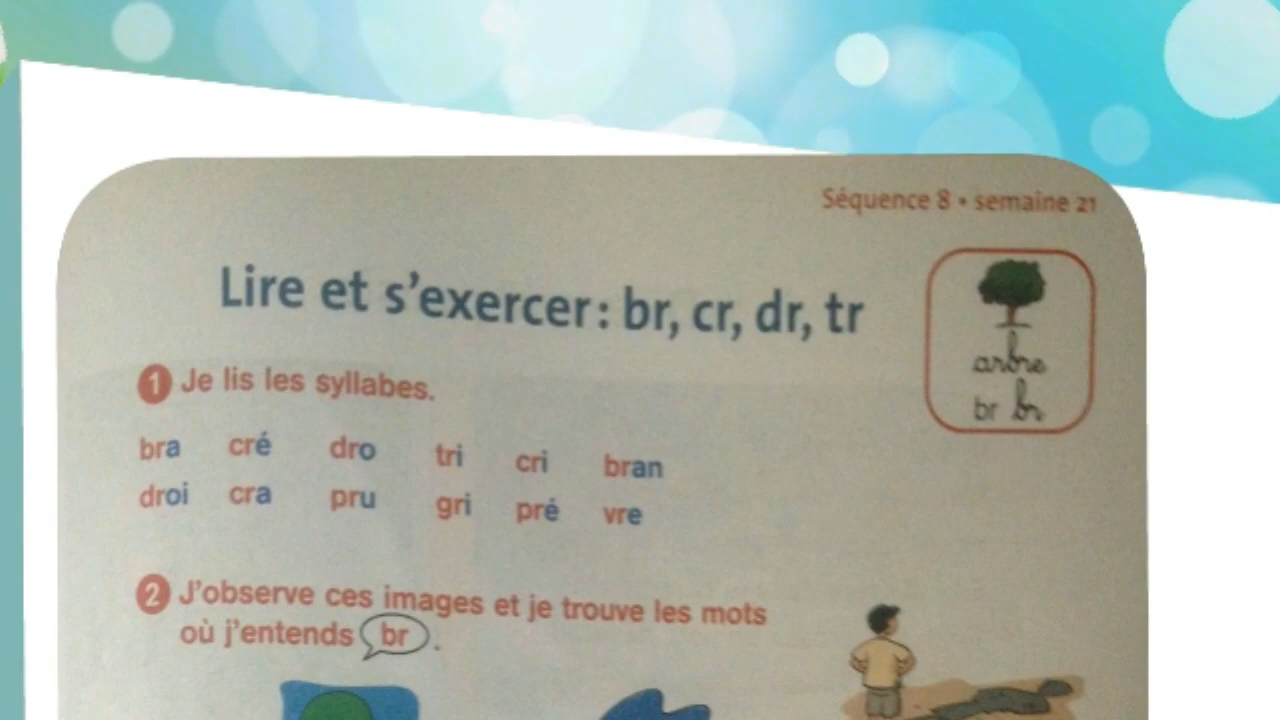 Séquence 8 • semaine 21
Lire et s'exercer : br, cr, dr, tr
arbre
br br
1 Je lis les syllabes.
bra cré dro tri cri bran
droi cra pru gri pré vre
2 J'observe ces images et je trouve les mots
où j'entends br .